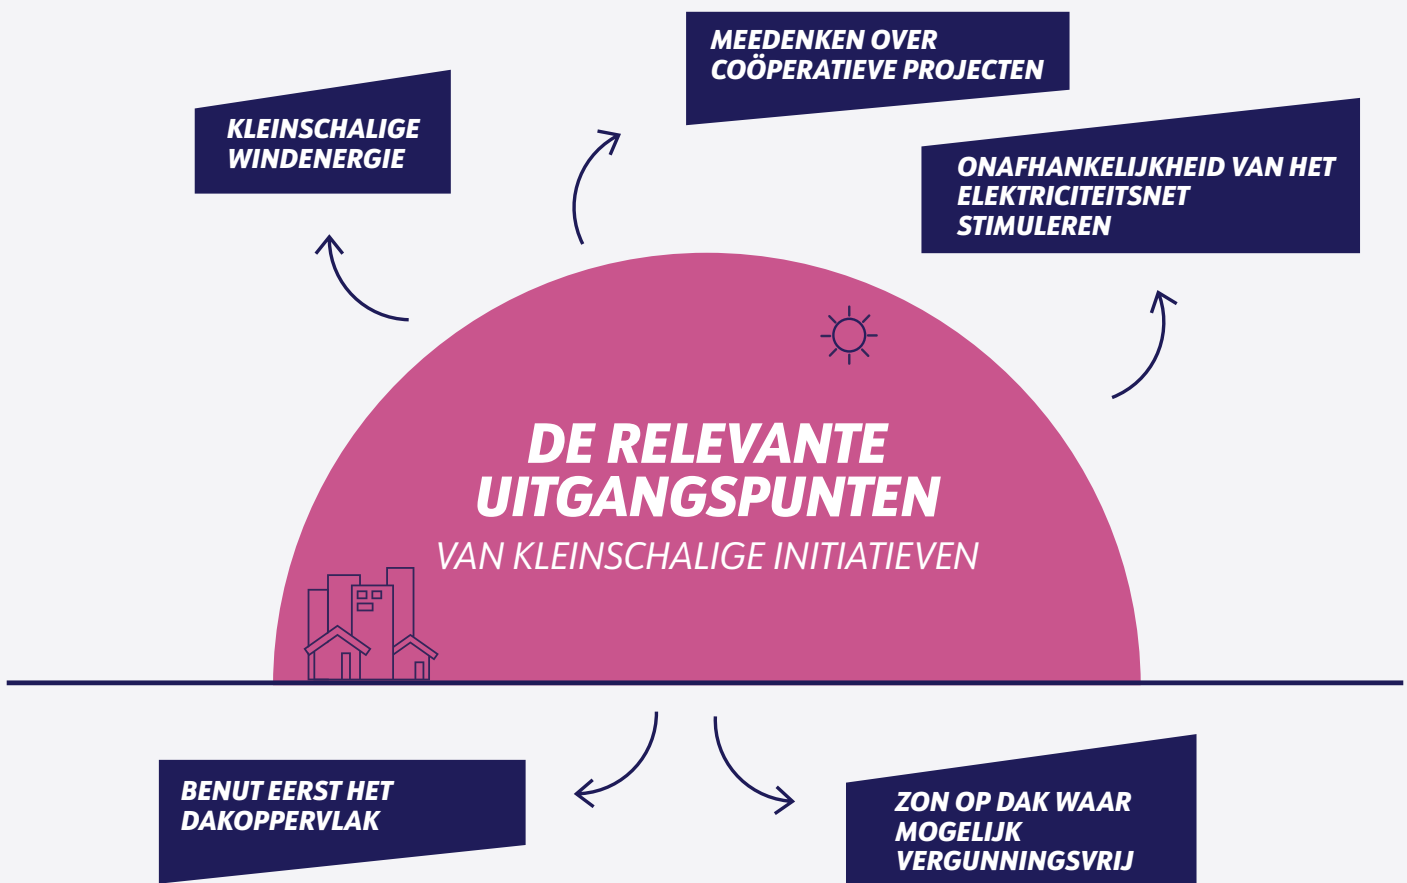 MEEDENKEN OVER
COÖPERATIEVE PROJECTEN
KLEINSCHALIGE
WINDENERGIE
ONAFHANKELIJKHEID VAN HET
ELEKTRICITEITSNET
STIMULEREN
DE RELEVANTE
UITGANGSPUNTEN
VAN KLEINSCHALIGE INITIATIEVEN
BENUT EERST HET
DAKOPPERVLAK
ZON OP DAK WAAR
MOGELIJK
VERGUNNINGSVRIJ